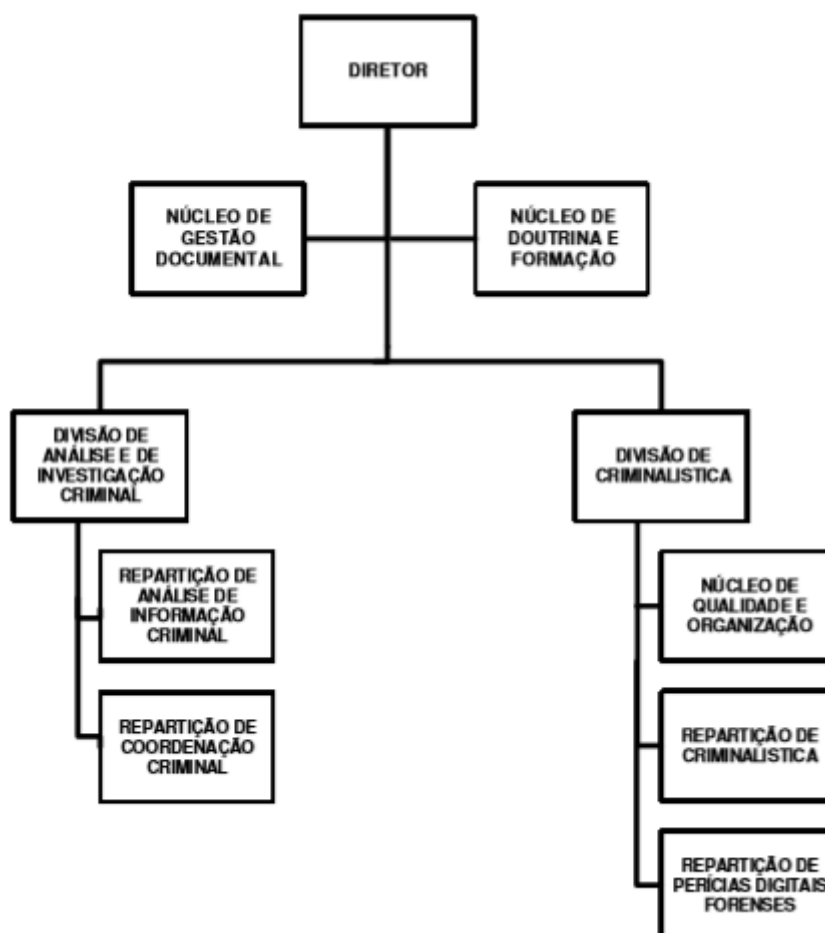 DIRETOR
NÚCLEO DE
GESTÃO
DOCUMENTAL
NÚCLEO DE
DOUTRINA E
FORMAÇÃO
DIVISÃO DE
ANÁLISE E DE
INVESTIGAÇÃO
CRIMINAL
REPARTIÇÃO DE
ANÁLISE DE
INFORMAÇÃO
CRIMINAL
REPARTIÇÃO DE
COORDENAÇÃO
CRIMINAL
DIVISÃO DE
CRIMINALISTICA
NÚCLEO DE
QUALIDADE E
ORGANIZAÇÃO
REPARTIÇÃO DE
CRIMINALISTICA
REPARTIÇÃO DE
PERÍCIAS DIGITAIS
FORENSES